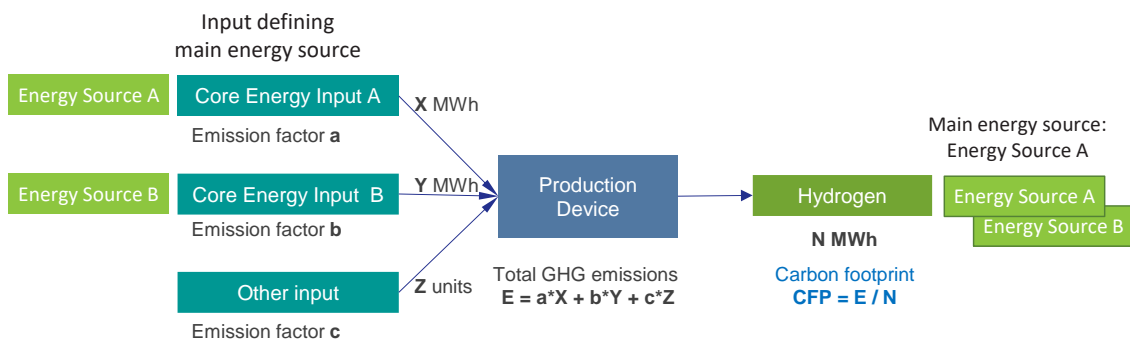 Input defining
main energy source
Energy Source A
Core Energy Input A
X MWh
Emission factor a
Main energy source:
Energy Source A
Energy Source B
Core Energy Input B
Y MWh
Emission factor b
Production
Device
Hydrogen
Energy Source A
Energy Source B
N MWh
Other input
Z units
Emission factor c
Total GHG emissions
E = a*X + b*Y + c*Z
Carbon footprint
CFP = E / N